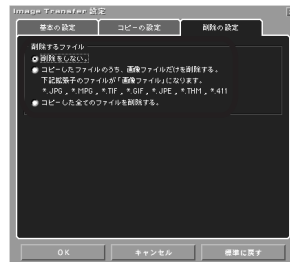 Image Transfer 設定
基本の設定
コピーの設定
削除の設定
削除するファイル
削除をしない。
コピーしたファイルのうち、画像ファイルだけを削除する。
下記拡張子のファイルが「画像ファイル」になります。
*.JPG , *.MPG , *.TIF , *.GIF , *.JPE , *.THM , *.411
コピーした全てのファイルを削除する。
OK
キャンセル
標準に戻す